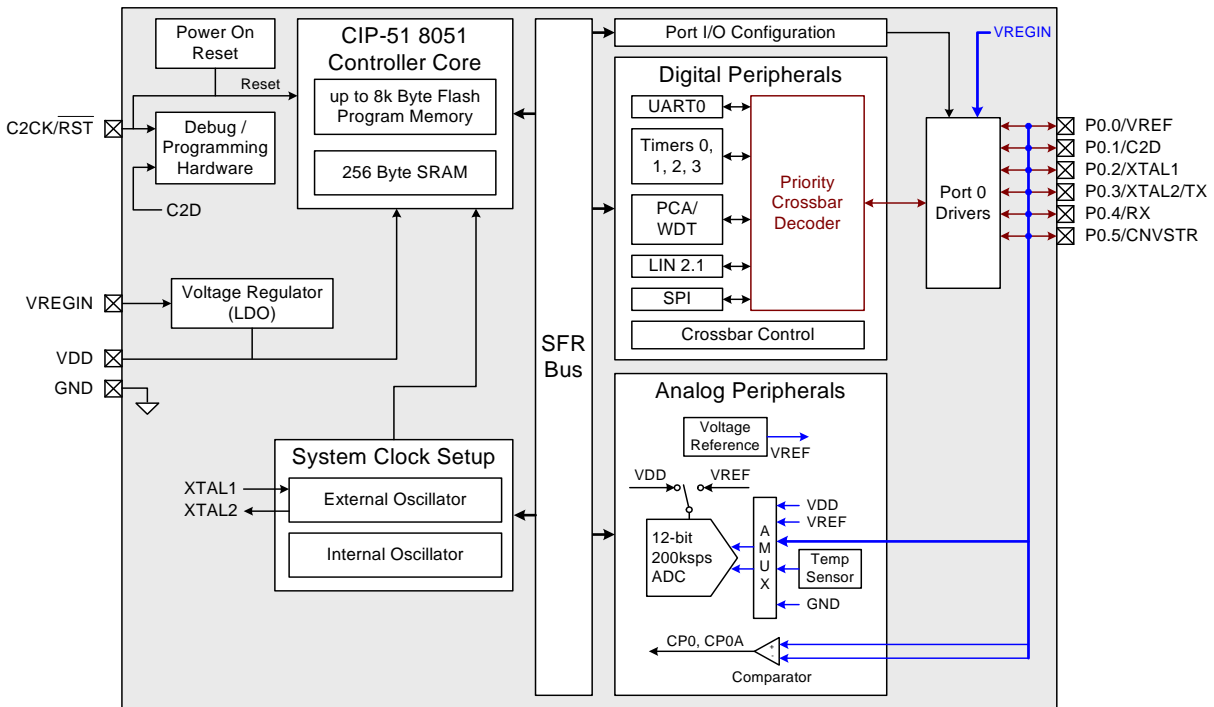 Power On
Reset
Reset
C2CK/RST
Debug /
Programming
Hardware
C2D
CIP-51 8051
Controller Core
up to 8k Byte Flash
Program Memory
256 Byte SRAM
VREGIN
Voltage Regulator
(LDO)
VDD
GND
System Clock Setup
XTAL1
XTAL2
External Oscillator
Internal Oscillator
SFR
Bus
Port I/O Configuration
Digital Peripherals
UART0
Timers 0,
1, 2, 3
PCA/
WDT
LIN 2.1
SPI
Priority
Crossbar
Decoder
Crossbar Control
VREGIN
Port 0
Drivers
P0.0/VREF
P0.1/C2D
P0.2/XTAL1
P0.3/XTAL2/TX
P0.4/RX
P0.5/CNVSTR
Analog Peripherals
Voltage
Reference
VREF
VDD
VREF
12-bit
200ksps
ADC
A
M
U
X
VDD
VREF
Temp
Sensor
GND
CP0, CP0A
+
-
Comparator